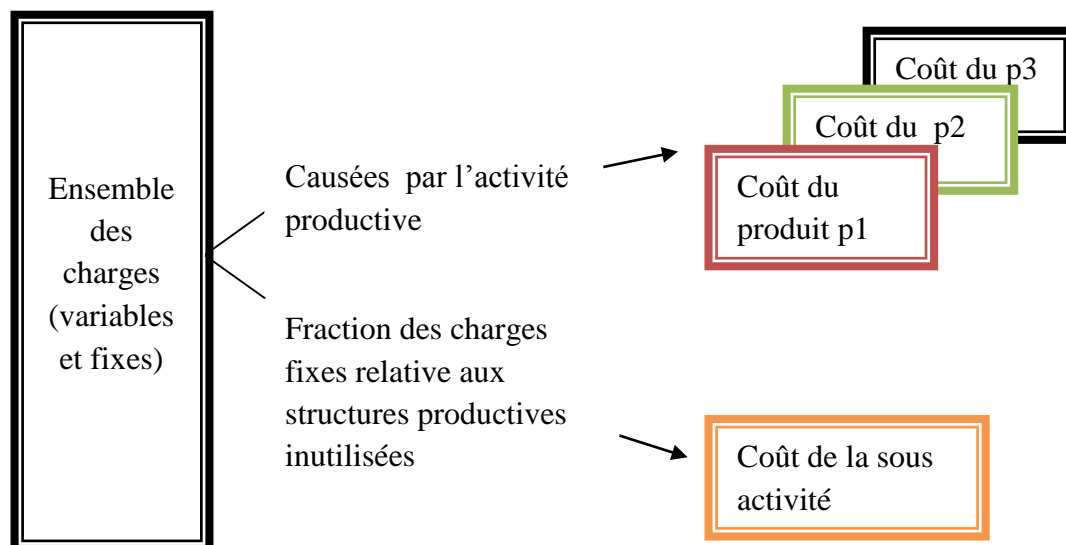 Ensemble
des
charges
(variables
et fixes)
Causées par l’activité
productive
Fraction des charges
fixes relative aux
structures productives
inutilisées
Coût du p3
Coût du p2
Coût du
produit p1
Coût de la sous
activité